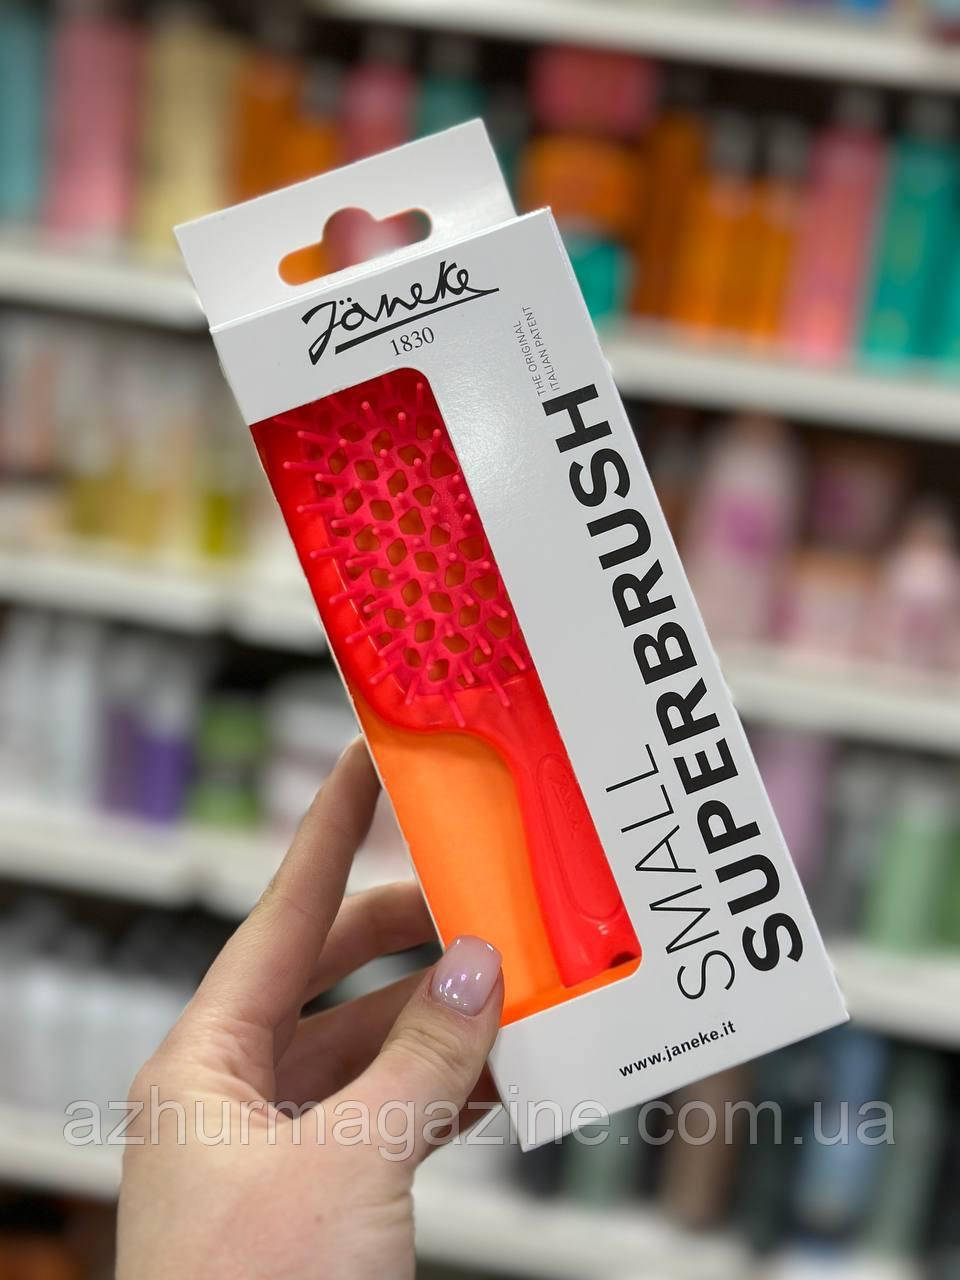 Jäneke
1830
THE ORIGINAL
ITALIAN PATENT
SMALL
SUPERBRUSH
www.janeke.it
azhurmagazine.com.ua